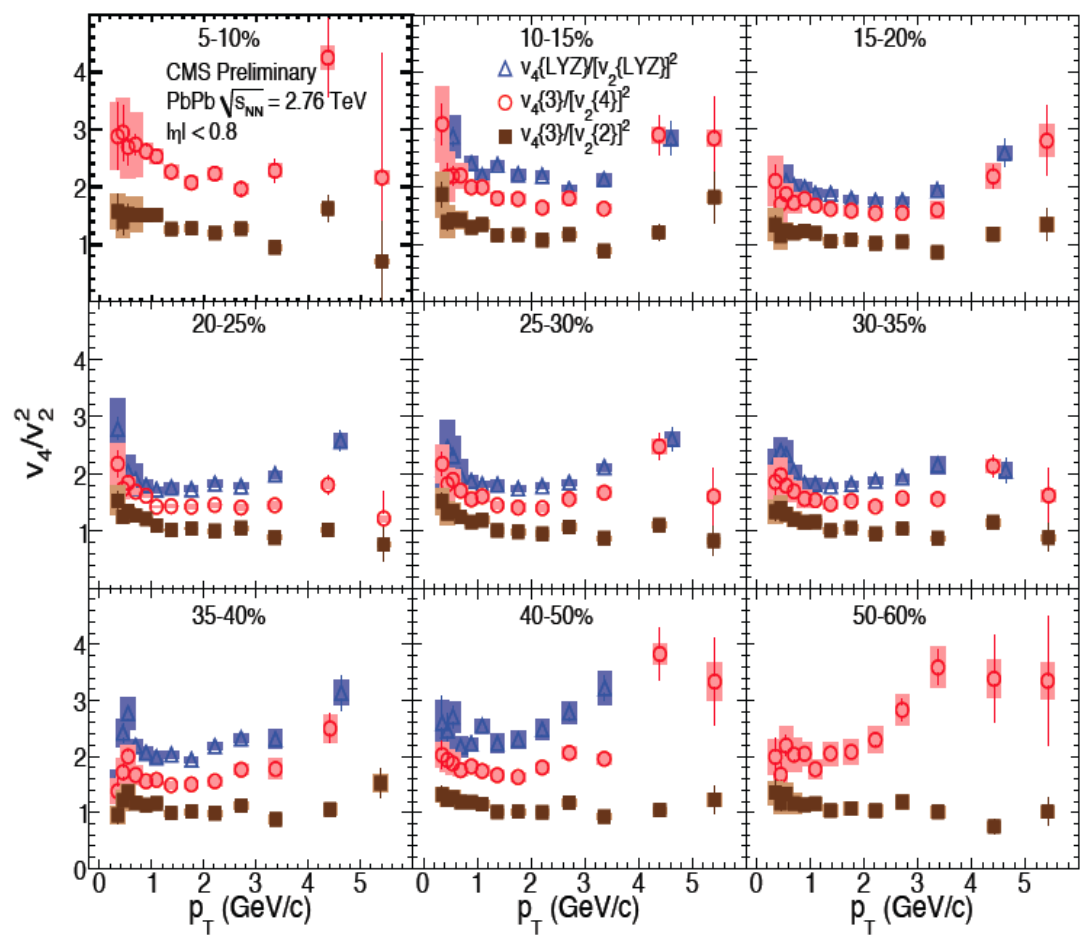 5-10%
CMS Preliminary
PbPb √s_NN = 2.76 TeV
|η| < 0.8
10-15%
v₄{LYZ}/[v₂{LYZ}]²
v₄{3}/[v₂{4}]²
v₄{3}/[v₂{2}]²
15-20%
4
3
2
1
20-25%
25-30%
30-35%
4
3
2
1
v₄/v₂²
35-40%
40-50%
50-60%
4
3
2
1
0
0 1 2 3 4 5
0 1 2 3 4 5
0 1 2 3 4 5
p_T (GeV/c)
p_T (GeV/c)
p_T (GeV/c)